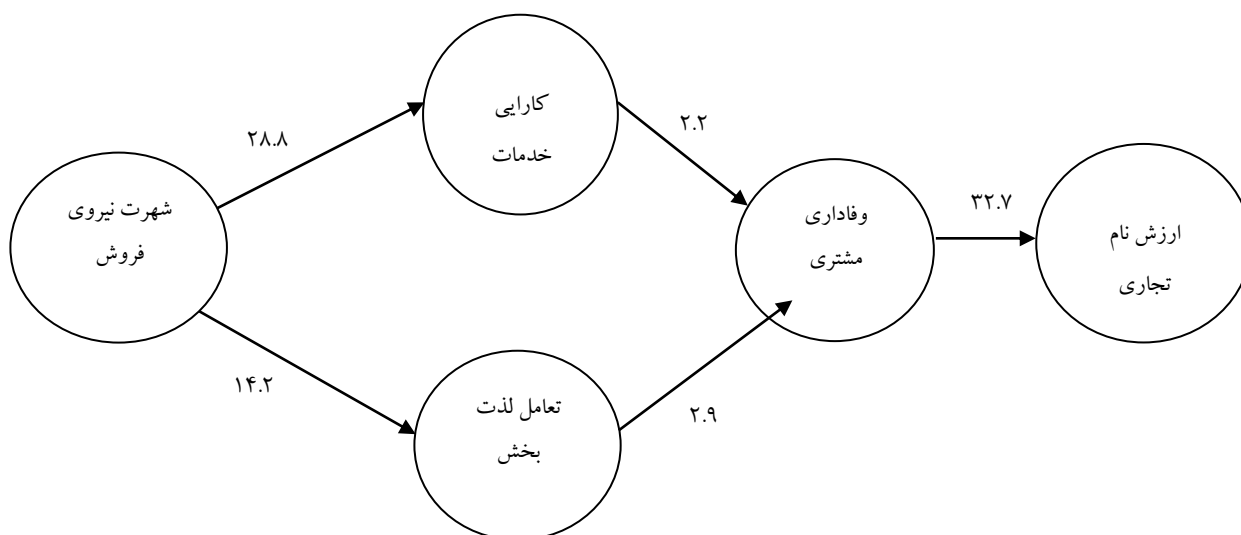 کارایی
خدمات
۲۸.۸
۲.۲
شهرت نیروی
فروش
وفاداری
مشتری
۳۲.۷
ارزش نام
تجاری
۱۴.۲
تعامل لذت
بخش
۲.۹